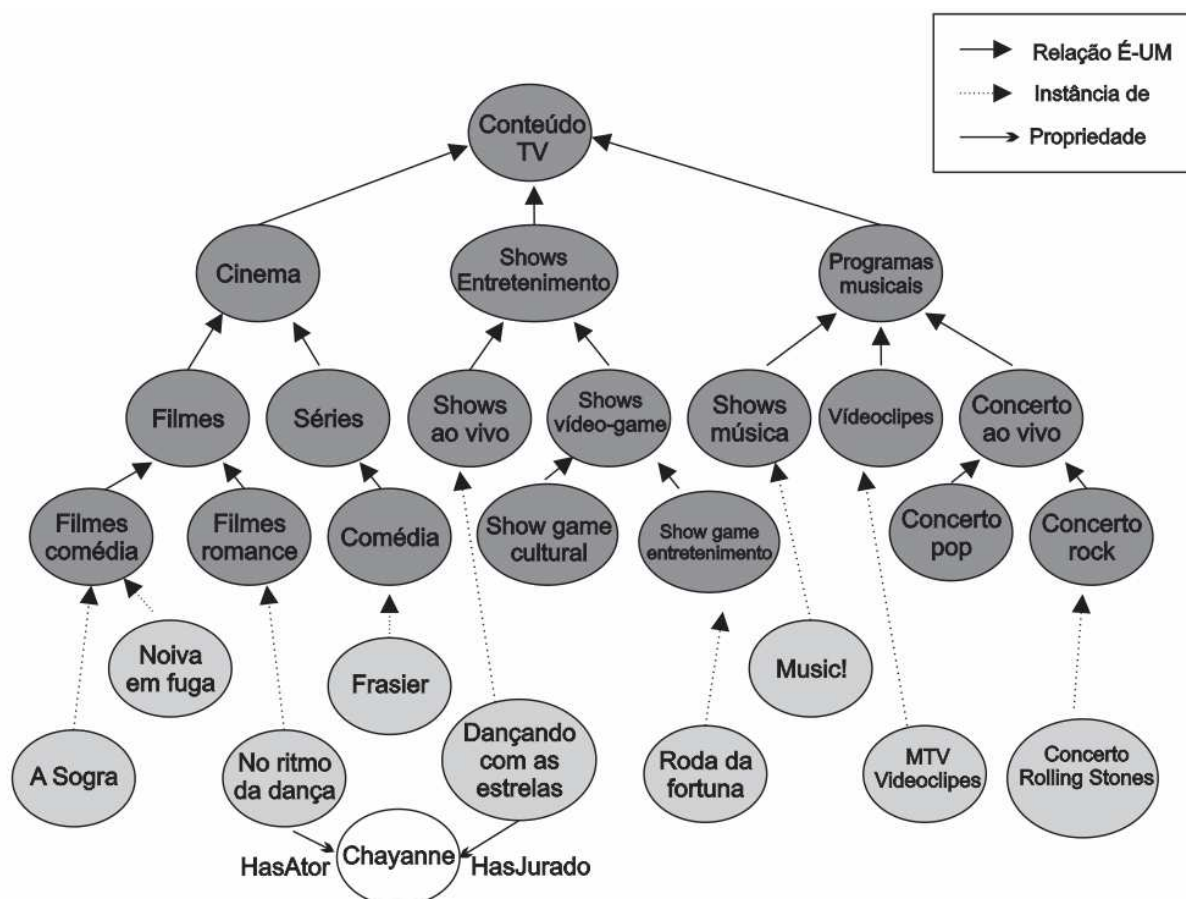 Relação É-UM
Instância de
Propriedade
Conteúdo
TV
Cinema
Shows
Entretenimento
Programas
musicais
Filmes
Séries
Shows
ao vivo
Shows
vídeo-game
Shows
música
Vídeoclipes
Concerto
ao vivo
Filmes
comédia
Filmes
romance
Comédia
Show game
cultural
Show game
entretenimento
Concerto
pop
Concerto
rock
Noiva
em fuga
Frasier
Music!
A Sogra
No ritmo
da dança
Dançando
com as
estrelas
Roda da
fortuna
MTV
Videoclipes
Concerto
Rolling Stones
HasAtor
Chayanne
HasJurado